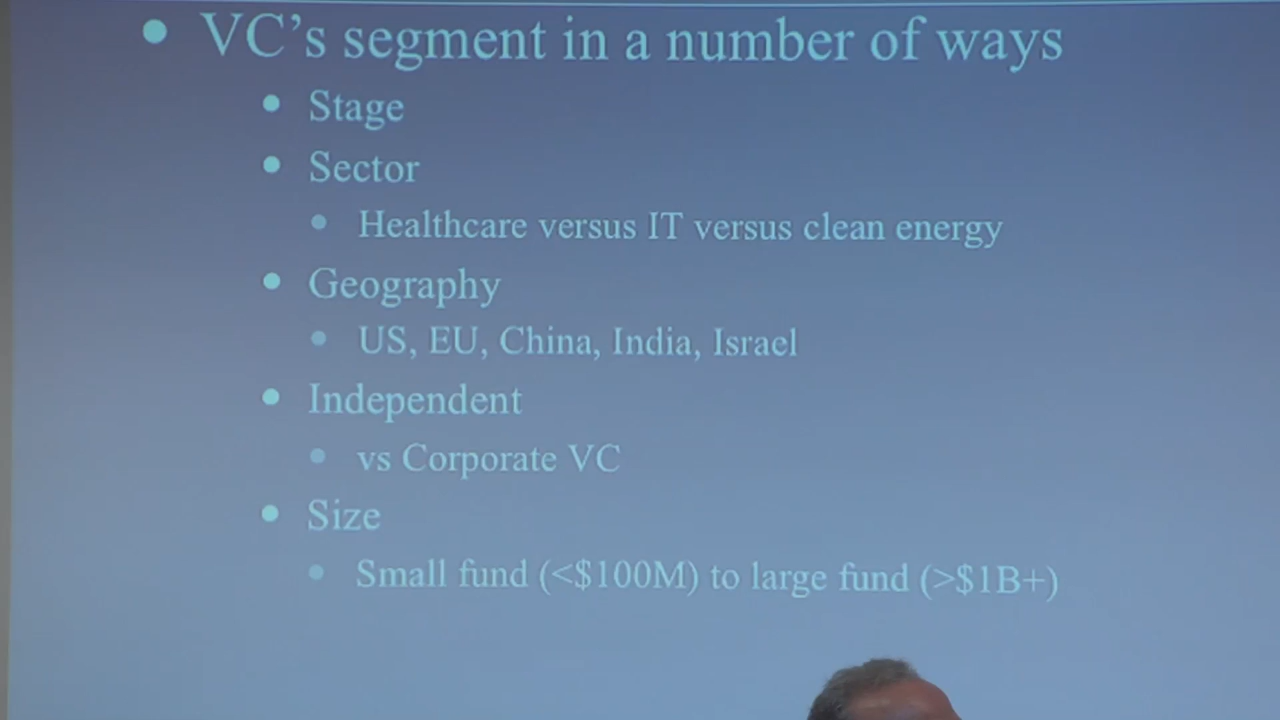 VC's segment in a number of ways
Stage
Sector
Healthcare versus IT versus clean energy
Geography
US, EU, China, India, Israel
Independent
vs Corporate VC
Size
Small fund (<$100M) to large fund (>$1B+)